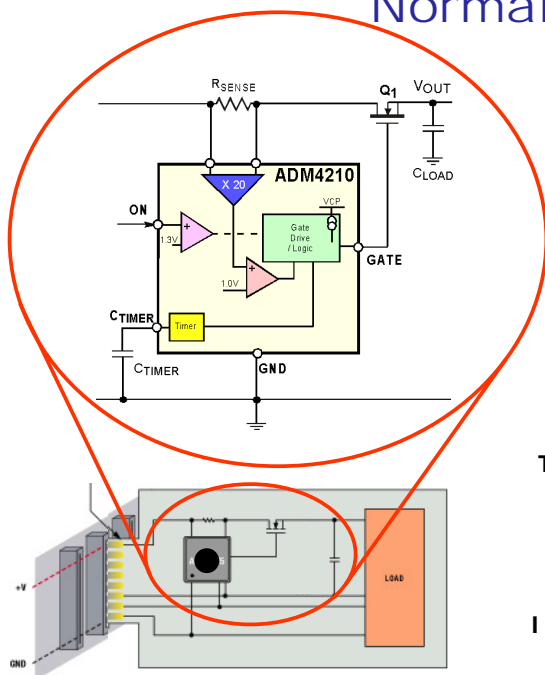 Normal
RSENSE
Q1
VOUT
CLOAD
ADM4210
X 20
VCP
ON
+
1.3V
Gate
Drive
/ Logic
GATE
+
1.0V
CTIMER
Timer
CTIMER
GND
T
+V
LOAD
I
GND